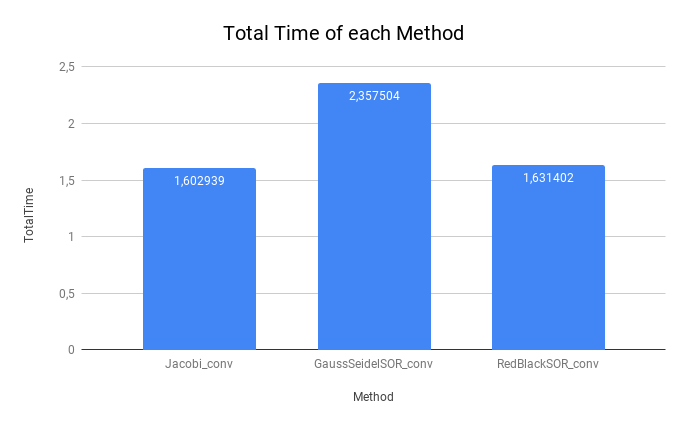 Total Time of each Method
TotalTime
2,5
2
1,5
1
0,5
0
1,602939
2,357504
1,631402
Jacobi_conv
GaussSeidelSOR_conv
RedBlackSOR_conv
Method